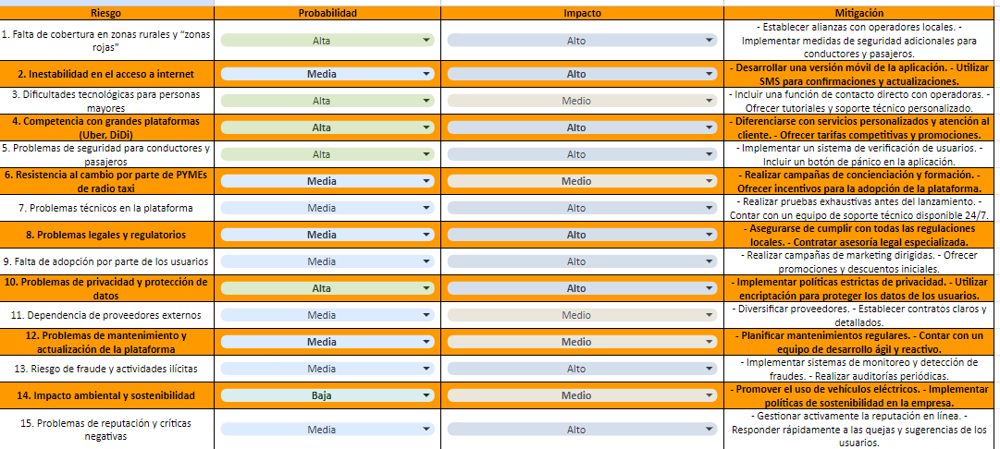 Riesgo Probabilidad Impacto Mitigación
1. Falta de cobertura en zonas rurales y “zonas
rojas”
Alta
Alto
- Establecer alianzas con operadores locales. -
Implementar medidas de seguridad adicionales para
conductores y pasajeros.
2. Inestabilidad en el acceso a internet
Media
Alto
- Desarrollar una versión móvil de la aplicación. - Utilizar
SMS para confirmaciones y actualizaciones.
3. Dificultades tecnológicas para personas
mayores
Alta
Medio
- Incluir una función de contacto directo con operadoras. -
Ofrecer tutoriales y soporte técnico personalizado.
4. Competencia con grandes plataformas
(Uber, DiDi)
Alta
Alto
- Diferenciarse con servicios personalizados y atención al
cliente. - Ofrecer tarifas competitivas y promociones.
5. Problemas de seguridad para conductores y
pasajeros
Alta
Alto
- Implementar un sistema de verificación de usuarios. -
Incluir un botón de pánico en la aplicación.
6. Resistencia al cambio por parte de PYMEs
de radio taxi
Media
Medio
- Realizar campañas de concienciación y formación. -
Ofrecer incentivos para la adopción de la plataforma.
7. Problemas técnicos en la plataforma
Media
Alto
- Realizar pruebas exhaustivas antes del lanzamiento. -
Contar con un equipo de soporte técnico disponible 24/7.
8. Problemas legales y regulatorios
Media
Alto
- Asegurarse de cumplir con todas las regulaciones
locales. - Contratar asesoría legal especializada.
9. Falta de adopción por parte de los usuarios
Media
Alto
- Realizar campañas de marketing dirigidas. - Ofrecer
promociones y descuentos iniciales.
10. Problemas de privacidad y protección de
datos
Alta
Alto
- Implementar políticas estrictas de privacidad. - Utilizar
encriptación para proteger los datos de los usuarios.
11. Dependencia de proveedores externos
Media
Medio
- Diversificar proveedores. - Establecer contratos claros y
detallados.
12. Problemas de mantenimiento y
actualización de la plataforma
Media
Medio
- Planificar mantenimientos regulares. - Contar con un
equipo de desarrollo ágil y reactivo.
13. Riesgo de fraude y actividades ilícitas
Media
Alto
- Implementar sistemas de monitoreo y detección de
fraudes. - Realizar auditorías periódicas.
14. Impacto ambiental y sostenibilidad
Baja
Medio
- Promover el uso de vehículos eléctricos. - Implementar
políticas de sostenibilidad en la empresa.
15. Problemas de reputación y críticas
negativas
Media
Alto
- Gestionar activamente la reputación en línea. -
Responder rápidamente a las quejas y sugerencias de los
usuarios.